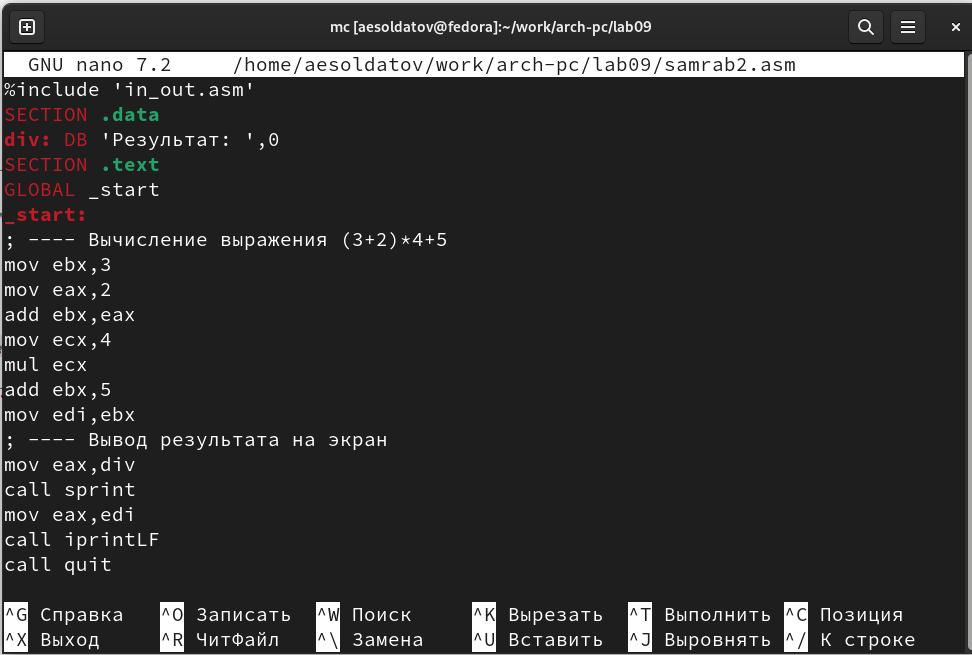 mc [aesoldatov@fedora]:~/work/arch-pc/lab09
GNU nano 7.2 /home/aesoldatov/work/arch-pc/lab09/samrab2.asm
%include 'in_out.asm'
SECTION .data
div: DB 'Результат: ',0
SECTION .text
GLOBAL _start
_start:
; ---- Вычисление выражения (3+2)*4+5
mov ebx,3
mov eax,2
add ebx,eax
mov ecx,4
mul ecx
add ebx,5
mov edi,ebx
; ---- Вывод результата на экран
mov eax,div
call sprint
mov eax,edi
call iprintLF
call quit
^G Справка ^O Записать ^W Поиск ^K Вырезать ^T Выполнить ^C Позиция
^X Выход ^R ЧитФайл ^\ Замена ^U Вставить ^J Выровнять ^/ К строке